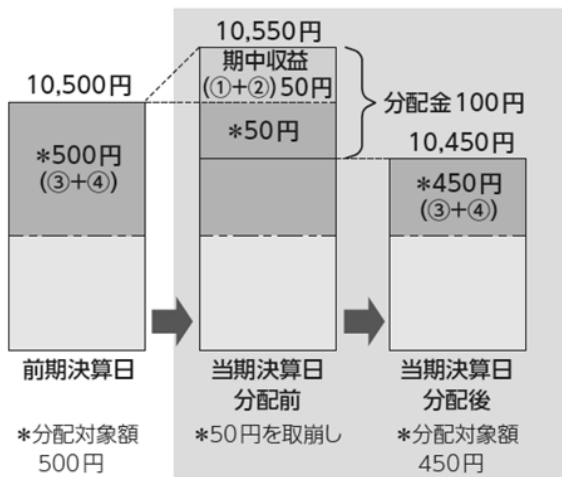 10,550円
期中収益
(①+②)50円
10,500円
分配金100円
*50円
10,450円
*500円
(③+④)
*450円
(③+④)
前期決算日
当期決算日
分配前
当期決算日
分配後
*分配対象額
500円
*50円を取崩し
*分配対象額
450円